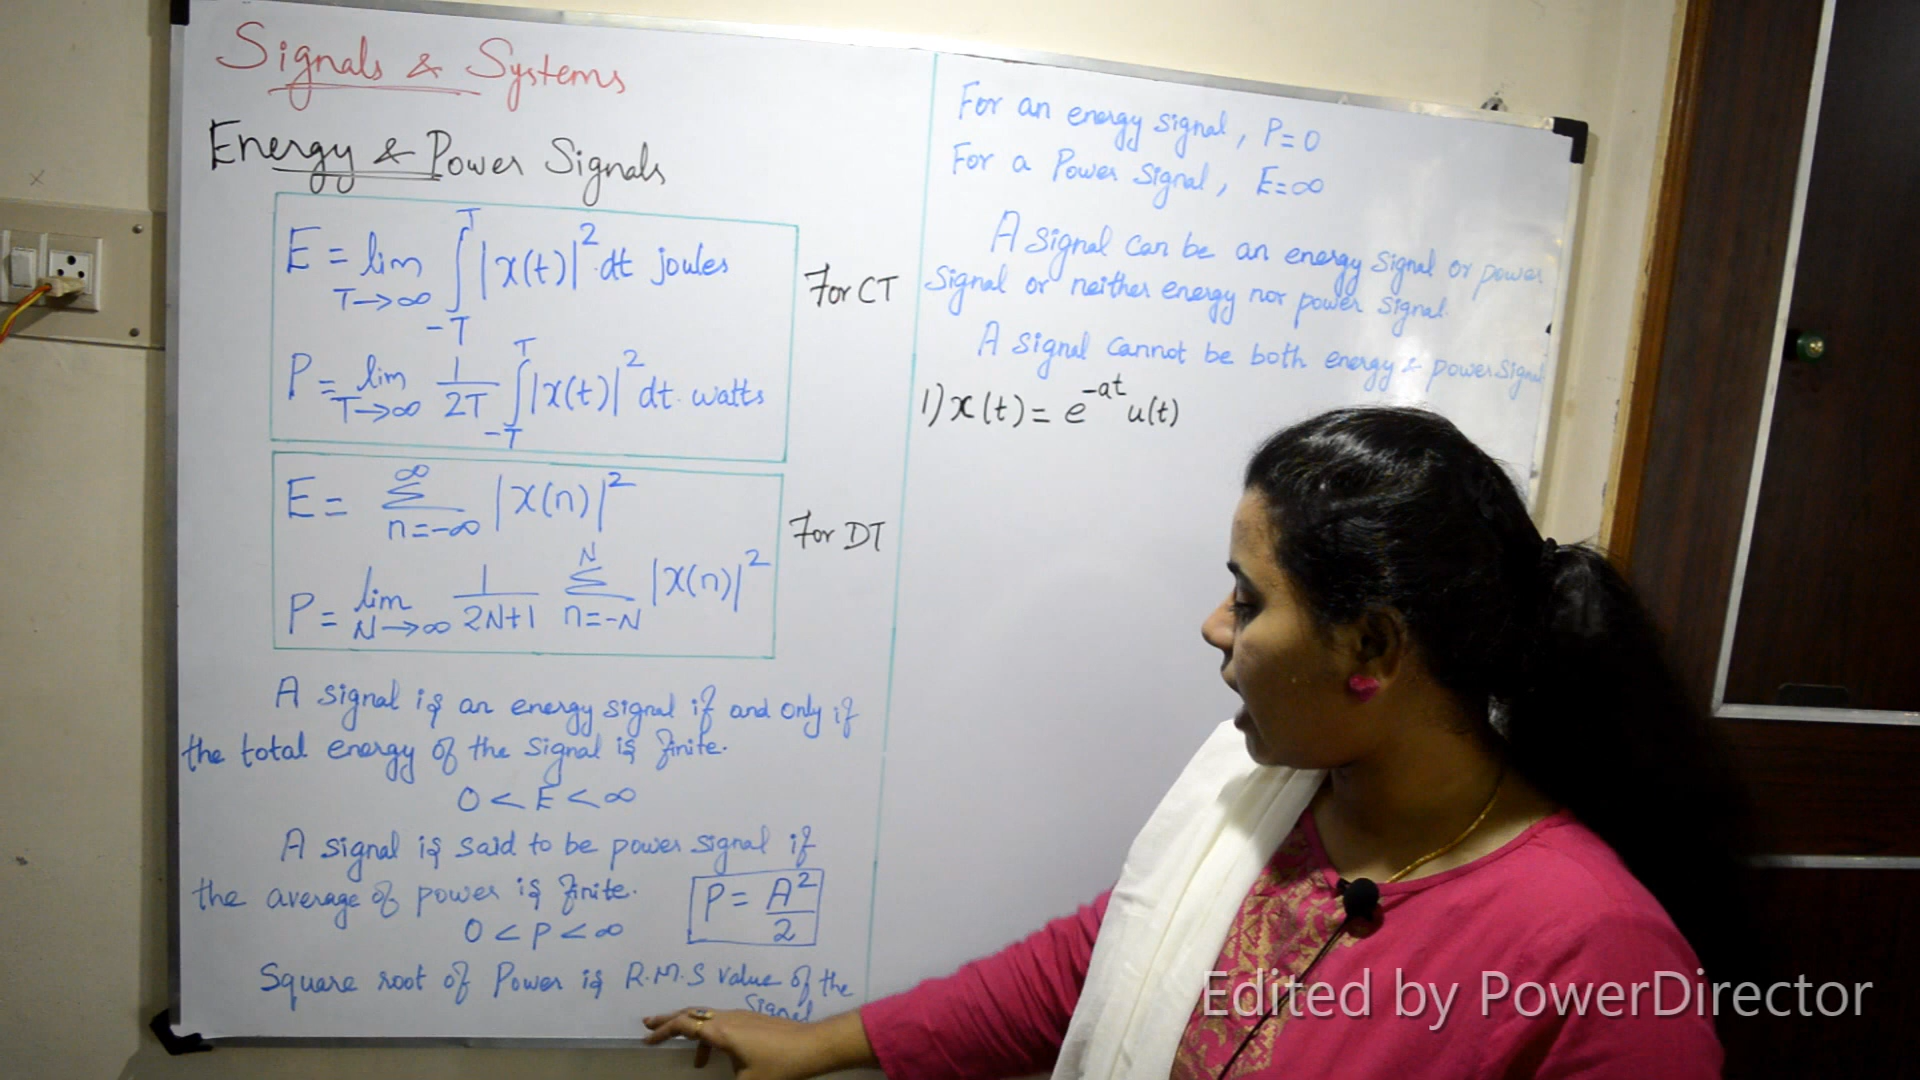 Signals & Systems
Energy & Power Signals
E = lim T→∞ ∫_{-T}^{T} |x(t)|² dt joules
P = lim T→∞ 1/2T ∫_{-T}^{T} |x(t)|² dt. watts
For CT
E = Σ_{n=-∞}^{∞} |x(n)|²
P = lim N→∞ 1/2N+1 Σ_{n=-N}^{N} |x(n)|²
For DT
A signal is an energy signal if and only if
the total energy of the signal is finite.
0 < E < ∞
A signal is said to be power signal if
the average of power is finite.
0 < P < ∞
P = A²/2
Square root of Power is R.M.S value of the
signal
For an energy signal, P=0
For a Power Signal, E=∞
A signal can be an energy signal or power
signal or neither energy nor power signal.
A signal cannot be both energy & power signal
1) x(t) = e^{-at} u(t)
Edited by PowerDirector